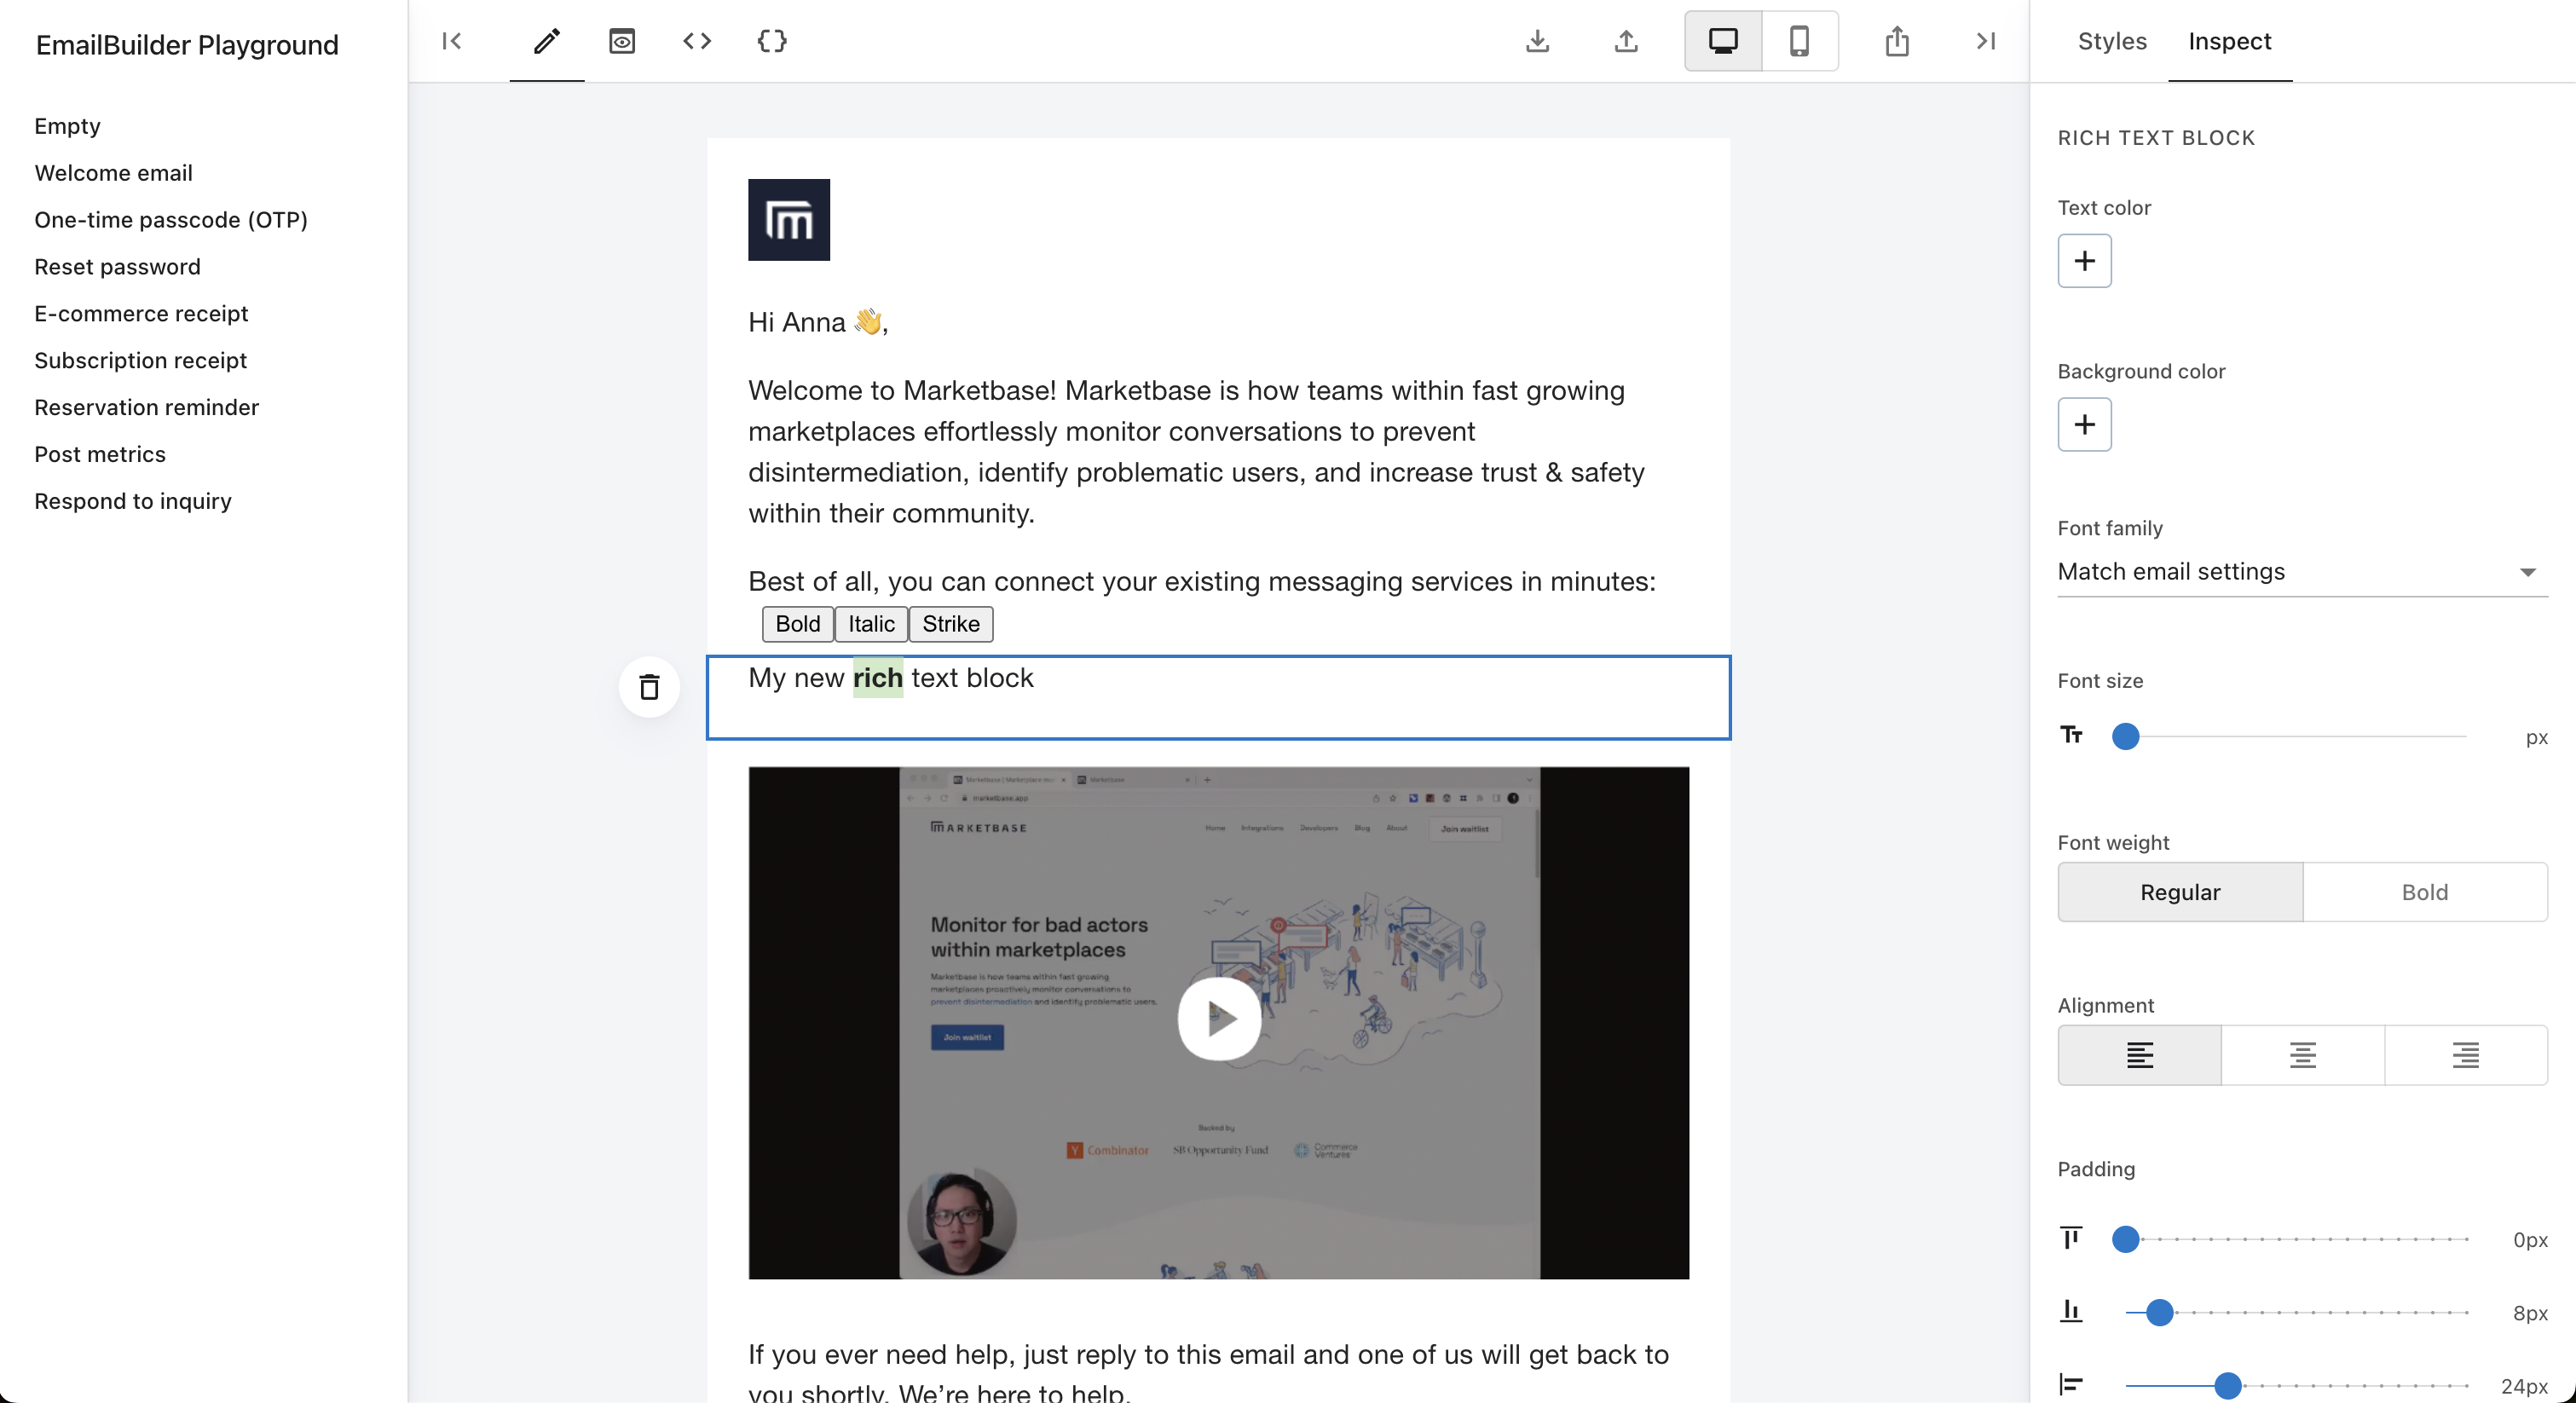 EmailBuilder Playground
Empty
Welcome email
One-time passcode (OTP)
Reset password
E-commerce receipt
Subscription receipt
Reservation reminder
Post metrics
Respond to inquiry
Hi Anna 👋,
Welcome to Marketbase! Marketbase is how teams within fast growing
marketplaces effortlessly monitor conversations to prevent
disintermediation, identify problematic users, and increase trust & safety
within their community.
Best of all, you can connect your existing messaging services in minutes:
Bold Italic Strike
My new rich text block
Marketbase | Marketplace mo
Marketbase
marketbase.app
MARKETBASE
Home Integrations Developers Blog About Join waitlist
Monitor for bad actors
within marketplaces
Marketbase is how teams within fast growing
marketplaces proactively monitor conversations to
prevent disintermediation and identify problematic users.
Join waitlist
Backed by
Y Combinator SB Opportunity Fund Commerce
Ventures
If you ever need help, just reply to this email and one of us will get back to
you shortly. We’re here to help.
Styles Inspect
RICH TEXT BLOCK
Text color
Background color
Font family
Match email settings
Font size
px
Font weight
Regular Bold
Alignment
Padding
0px
8px
24px